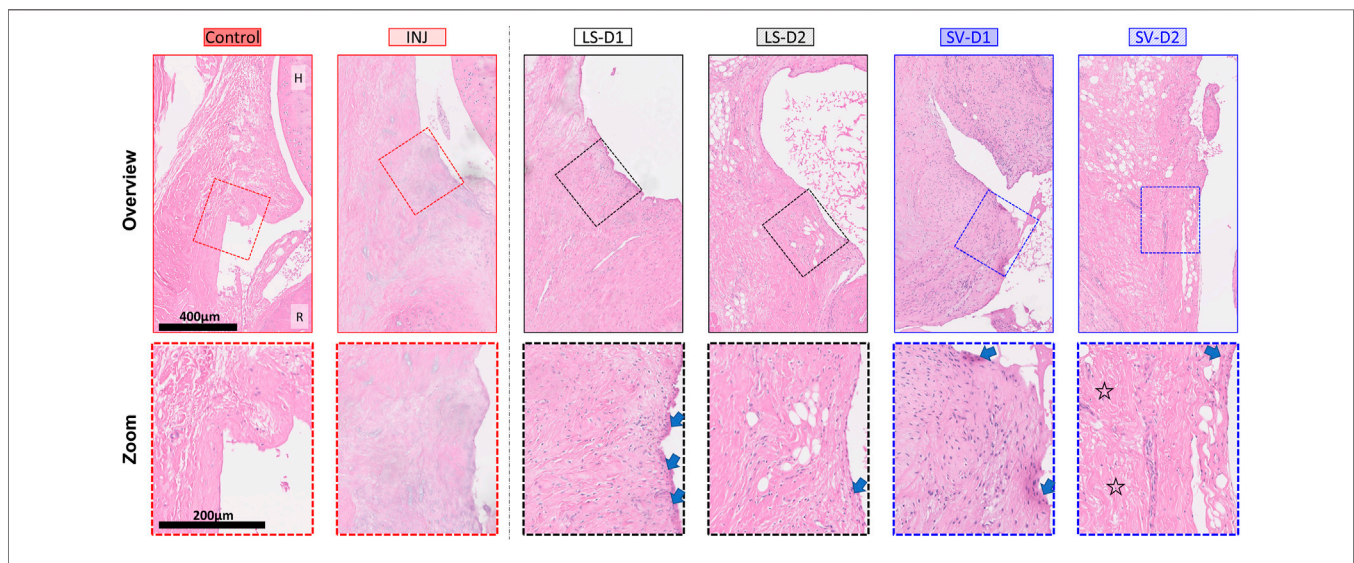 Control INJ LS-D1 LS-D2 SV-D1 SV-D2
Overview
H
R
400μm
Zoom
200μm